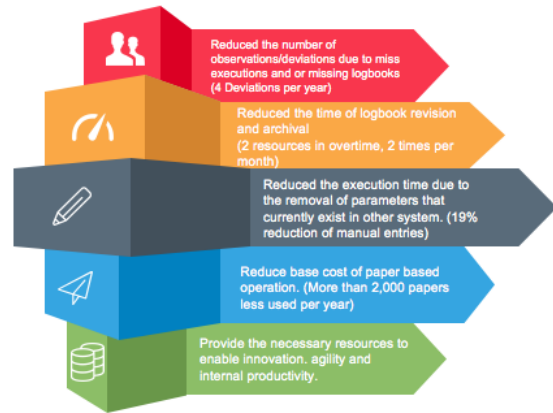 Reduced the number of
observations/deviations due to miss
executions and or missing logbooks
(4 Deviations per year)
Reduced the time of logbook revision
and archival
(2 resources in overtime, 2 times per
month)
Reduced the execution time due to
the removal of parameters that
currently exist in other system. (19%
reduction of manual entries)
Reduce base cost of paper based
operation. (More than 2,000 papers
less used per year)
Provide the necessary resources to
enable innovation. agility and
internal productivity.